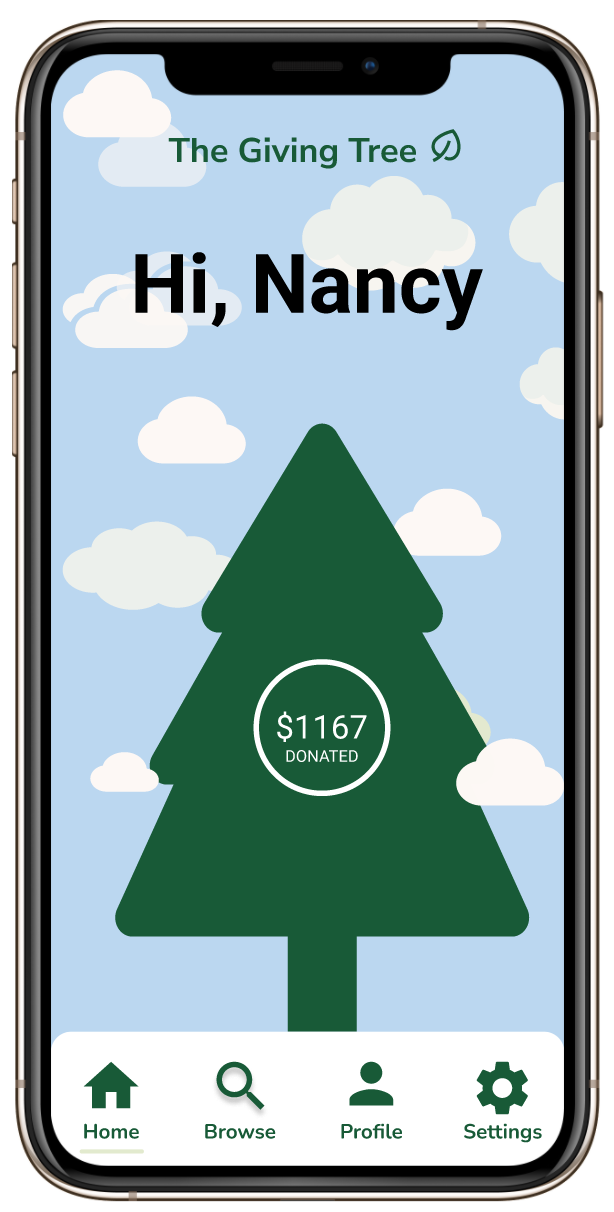 The Giving Tree
Hi, Nancy
$1167
DONATED
Home Browse Profile Settings